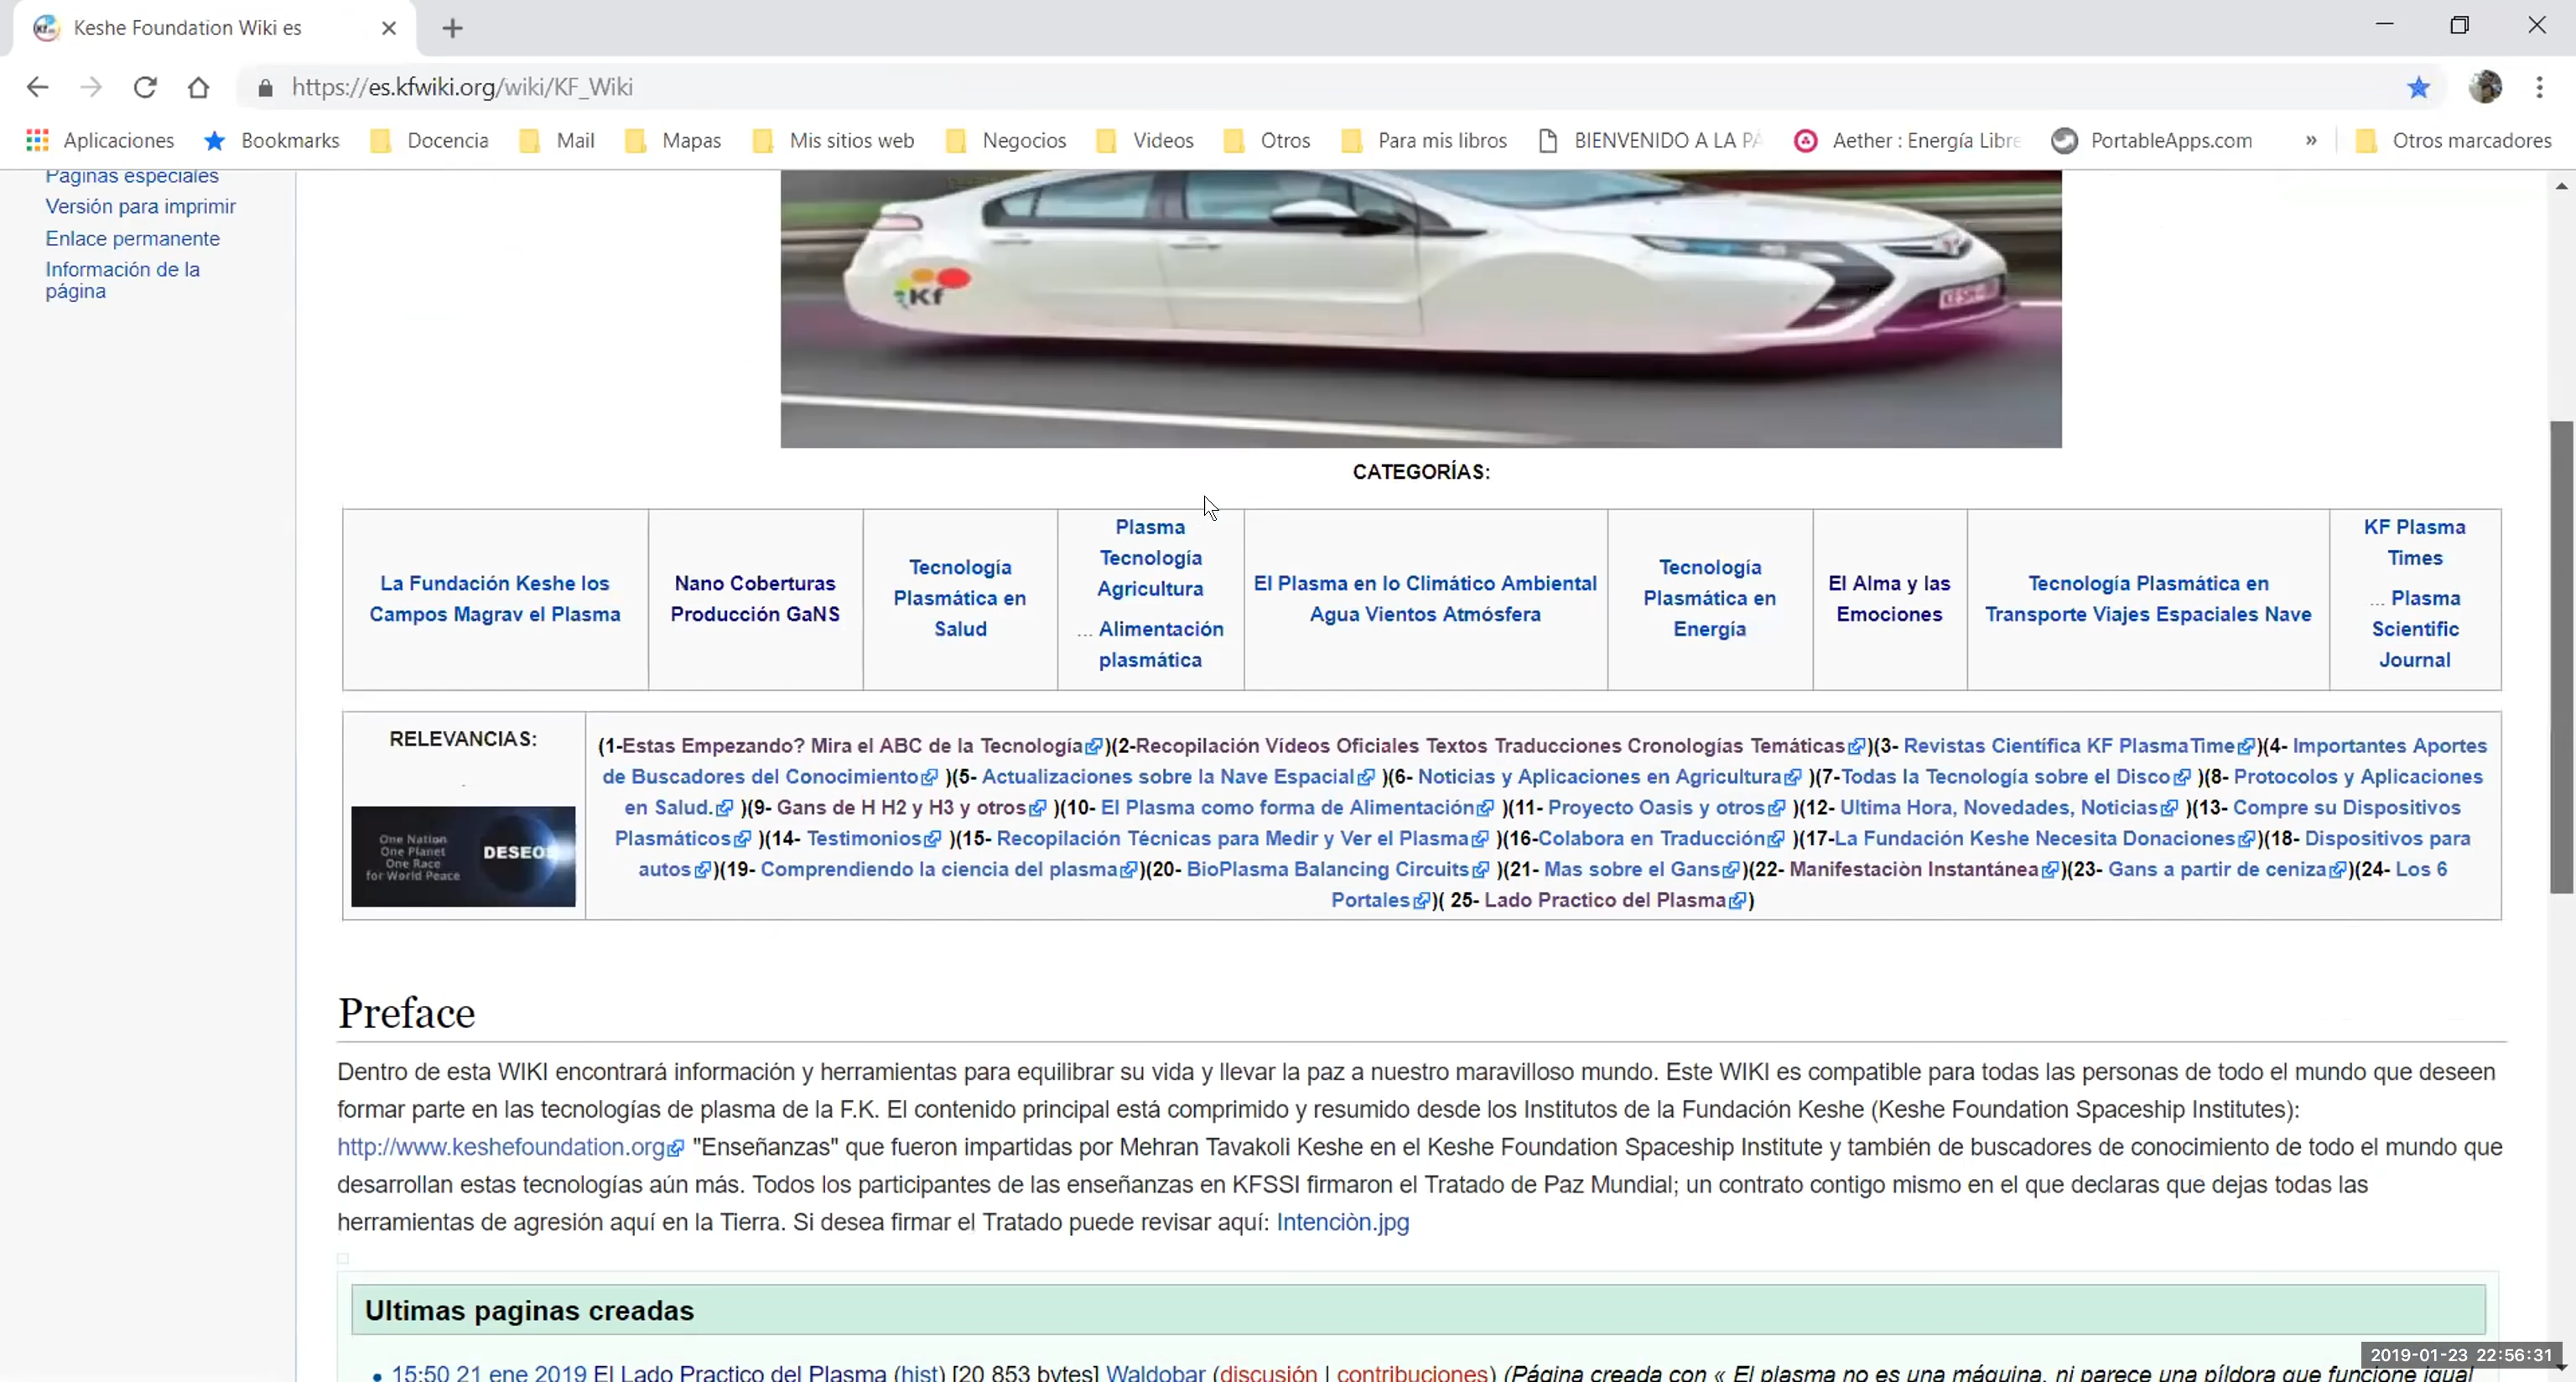 Keshe Foundation Wiki es
https://es.kfwiki.org/wiki/KF_Wiki
Aplicaciones Bookmarks Docencia Mail Mapas Mis sitios web Negocios Videos Otros Para mis libros BIENVENIDO A LA PÁ Aether : Energía Libre PortableApps.com » Otros marcadores
Páginas especiales
Versión para imprimir
Enlace permanente
Información de la
página
Kf
CATEGORÍAS:
La Fundación Keshe los
Campos Magrav el Plasma
Nano Coberturas
Producción GaNS
Tecnología
Plasmática en
Salud
Plasma
Tecnología
Agricultura
... Alimentación
plasmática
El Plasma en lo Climático Ambiental
Agua Vientos Atmósfera
Tecnología
Plasmática en
Energía
El Alma y las
Emociones
Tecnología Plasmática en
Transporte Viajes Espaciales Nave
KF Plasma
Times
... Plasma
Scientific
Journal
RELEVANCIAS:
.
One Nation
One Planet
One Race
for World Peace
DESEOS
(1-Estas Empezando? Mira el ABC de la Tecnología)(2-Recopilación Vídeos Oficiales Textos Traducciones Cronologías Temáticas)(3- Revistas Científica KF PlasmaTime)(4- Importantes Aportes
de Buscadores del Conocimiento )(5- Actualizaciones sobre la Nave Espacial )(6- Noticias y Aplicaciones en Agricultura )(7-Todas la Tecnología sobre el Disco )(8- Protocolos y Aplicaciones
en Salud. )(9- Gans de H H2 y H3 y otros )(10- El Plasma como forma de Alimentación )(11- Proyecto Oasis y otros )(12- Ultima Hora, Novedades, Noticias )(13- Compre su Dispositivos
Plasmáticos )(14- Testimonios )(15- Recopilación Técnicas para Medir y Ver el Plasma )(16-Colabora en Traducción )(17-La Fundación Keshe Necesita Donaciones)(18- Dispositivos para
autos)(19- Comprendiendo la ciencia del plasma)(20- BioPlasma Balancing Circuits )(21- Mas sobre el Gans)(22- Manifestaciòn Instantánea)(23- Gans a partir de ceniza)(24- Los 6
Portales)( 25- Lado Practico del Plasma)
Preface
Dentro de esta WIKI encontrará información y herramientas para equilibrar su vida y llevar la paz a nuestro maravilloso mundo. Este WIKI es compatible para todas las personas de todo el mundo que deseen
formar parte en las tecnologías de plasma de la F.K. El contenido principal está comprimido y resumido desde los Institutos de la Fundación Keshe (Keshe Foundation Spaceship Institutes):
http://www.keshefoundation.org "Enseñanzas" que fueron impartidas por Mehran Tavakoli Keshe en el Keshe Foundation Spaceship Institute y también de buscadores de conocimiento de todo el mundo que
desarrollan estas tecnologías aún más. Todos los participantes de las enseñanzas en KFSSI firmaron el Tratado de Paz Mundial; un contrato contigo mismo en el que declaras que dejas todas las
herramientas de agresión aquí en la Tierra. Si desea firmar el Tratado puede revisar aquí: Intenciòn.jpg
Ultimas paginas creadas
• 15:50 21 ene 2019 El Lado Practico del Plasma (hist) [20 853 bytes] Waldobar (discusión | contribuciones) (Página creada con « El plasma no es una máquina, ni parece una píldora que funcione igual
2019-01-23 22:56:31